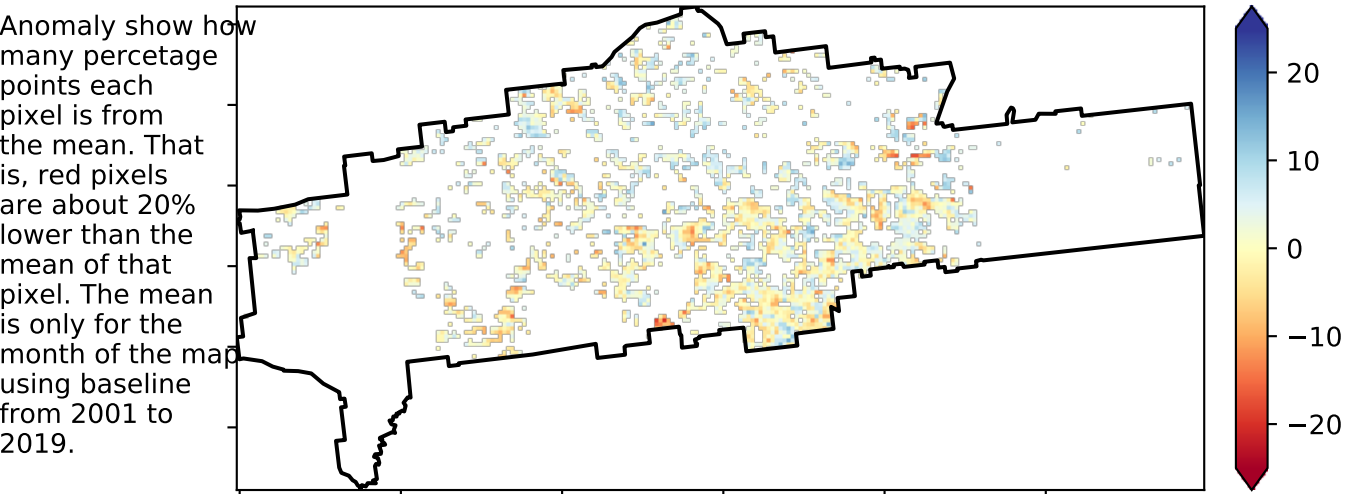 Anomaly show how
many percetage
points each
pixel is from
the mean. That
is, red pixels
are about 20%
lower than the
mean of that
pixel. The mean
is only for the
month of the map
using baseline
from 2001 to
2019.
20
10
0
−10
−20